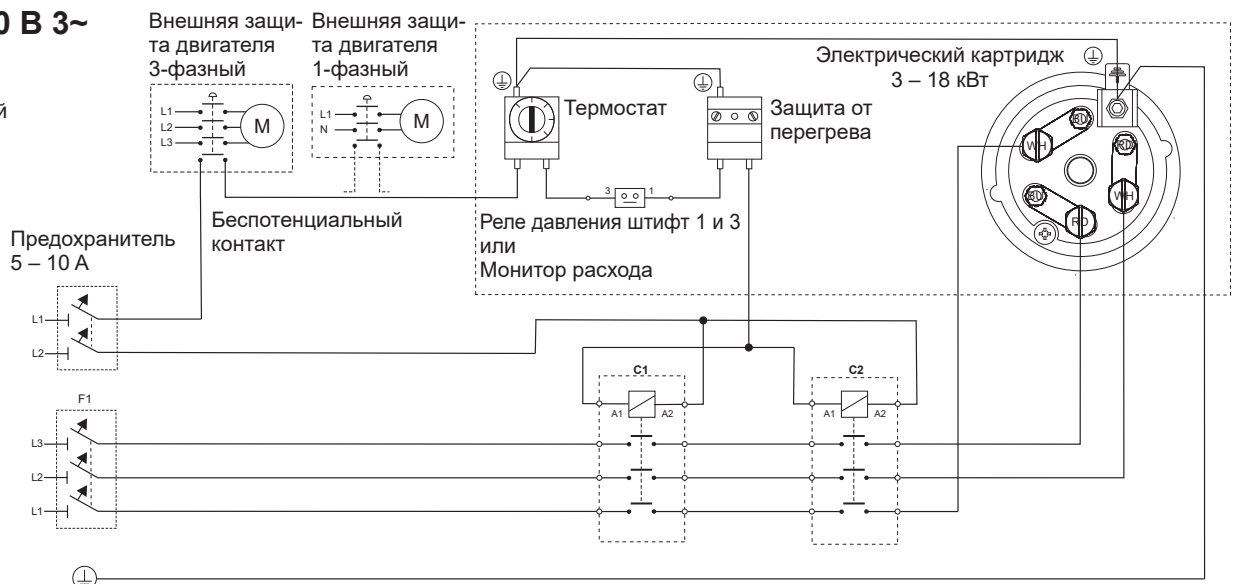 0 В 3~
й
Внешняя защи-
та двигателя
3-фазный
Внешняя защи-
та двигателя
1-фазный
L1
L2
L3
M
L1
N
M
Термостат
Защита от
перегрева
Электрический картридж
3 – 18 кВт
BU
WH
RD
WH
BU
RD
3 1
Беспотенциальный
контакт
Реле давления штифт 1 и 3
или
Монитор расхода
Предохранитель
5 – 10 А
L1
L2
F1
C1
C2
A1 A2
A1 A2
L3
L2
L1